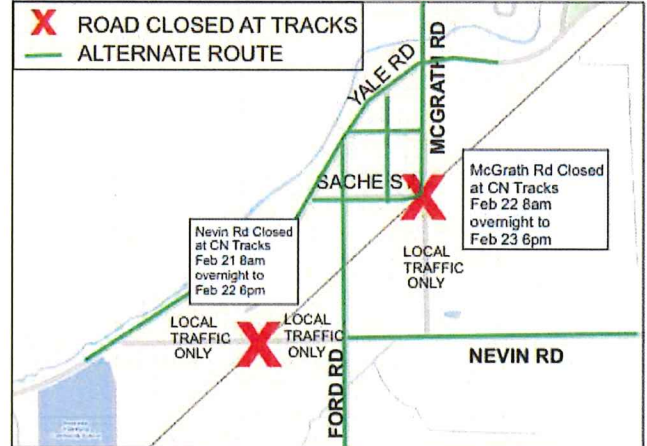 X ROAD CLOSED AT TRACKS
ALTERNATE ROUTE
YALE RD
MCGRATH RD
SACHE ST
McGrath Rd Closed
at CN Tracks
Feb 22 8am
overnight to
Feb 23 6pm
Nevin Rd Closed
at CN Tracks
Feb 21 8am
overnight to
Feb 22 6pm
LOCAL
TRAFFIC
ONLY
LOCAL
TRAFFIC
ONLY
LOCAL
TRAFFIC
ONLY
FORD RD
NEVIN RD